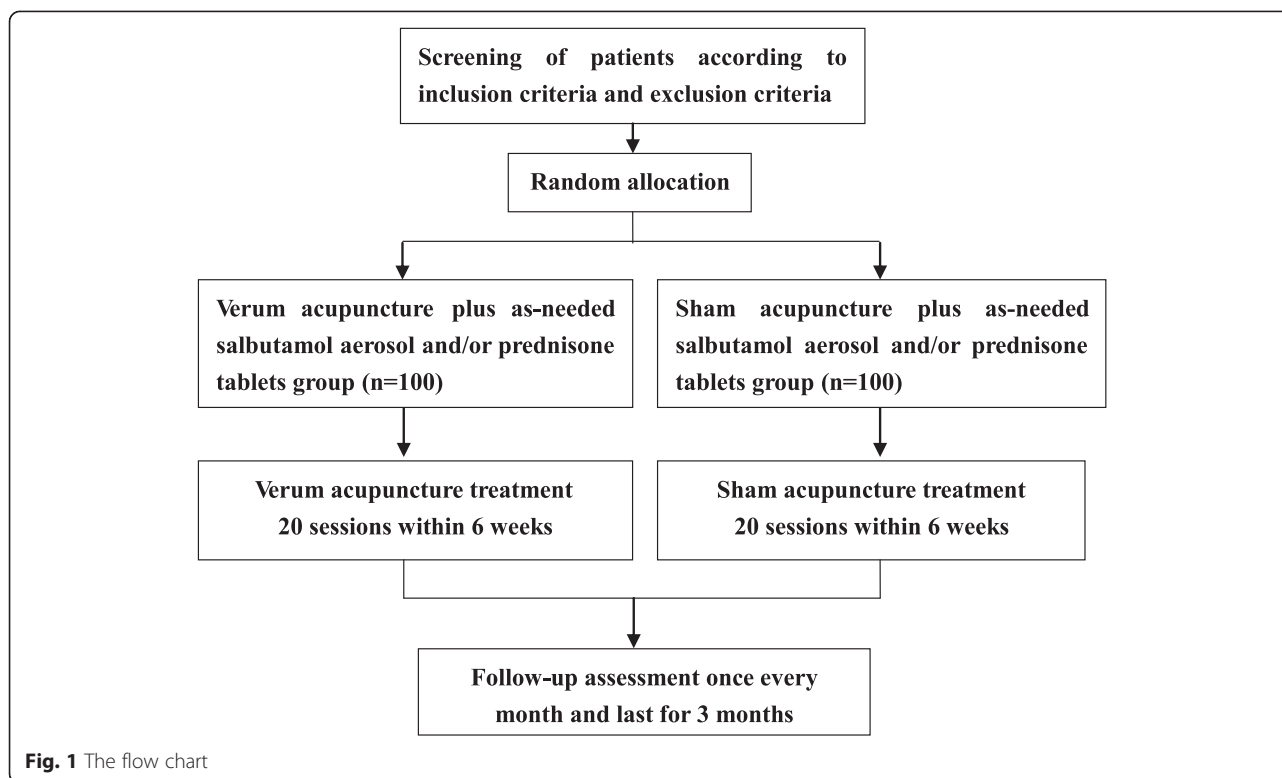 Screening of patients according to
inclusion criteria and exclusion criteria
Random allocation
Verum acupuncture plus as-needed
salbutamol aerosol and/or prednisone
tablets group (n=100)
Sham acupuncture plus as-needed
salbutamol aerosol and/or prednisone
tablets group (n=100)
Verum acupuncture treatment
20 sessions within 6 weeks
Sham acupuncture treatment
20 sessions within 6 weeks
Follow-up assessment once every
month and last for 3 months
Fig. 1 The flow chart